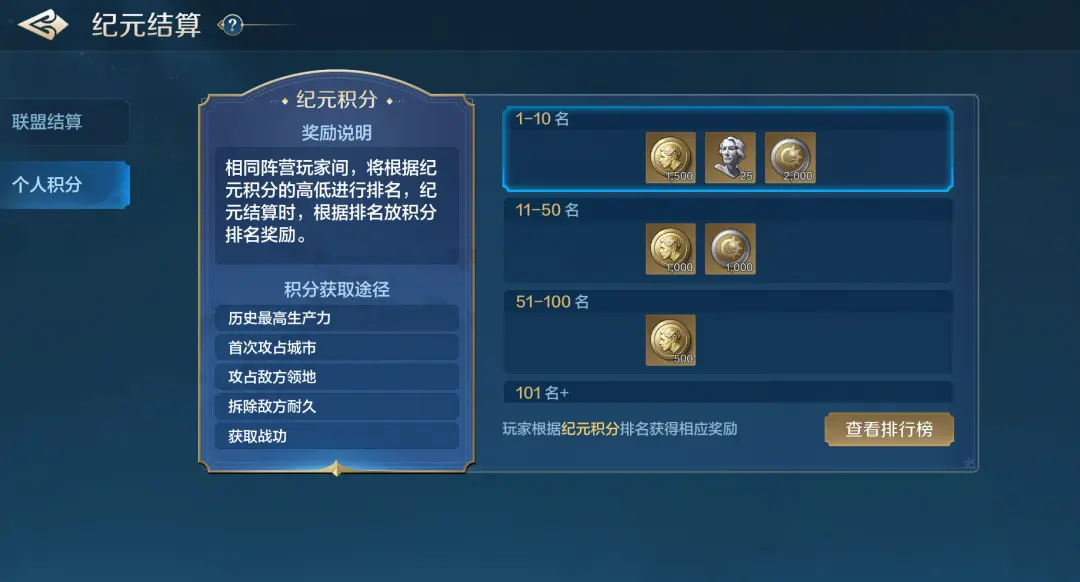 纪元结算
?
联盟结算
个人积分
纪元积分
奖励说明
相同阵营玩家间，将根据纪
元积分的高低进行排名，纪
元结算时，根据排名放积分
排名奖励。
积分获取途径
历史最高生产力
首次攻占城市
攻占敌方领地
拆除敌方耐久
获取战功
1-10 名
1,500
25
2,000
11-50 名
1,000
1,000
51-100 名
500
101 名+
玩家根据纪元积分排名获得相应奖励
查看排行榜